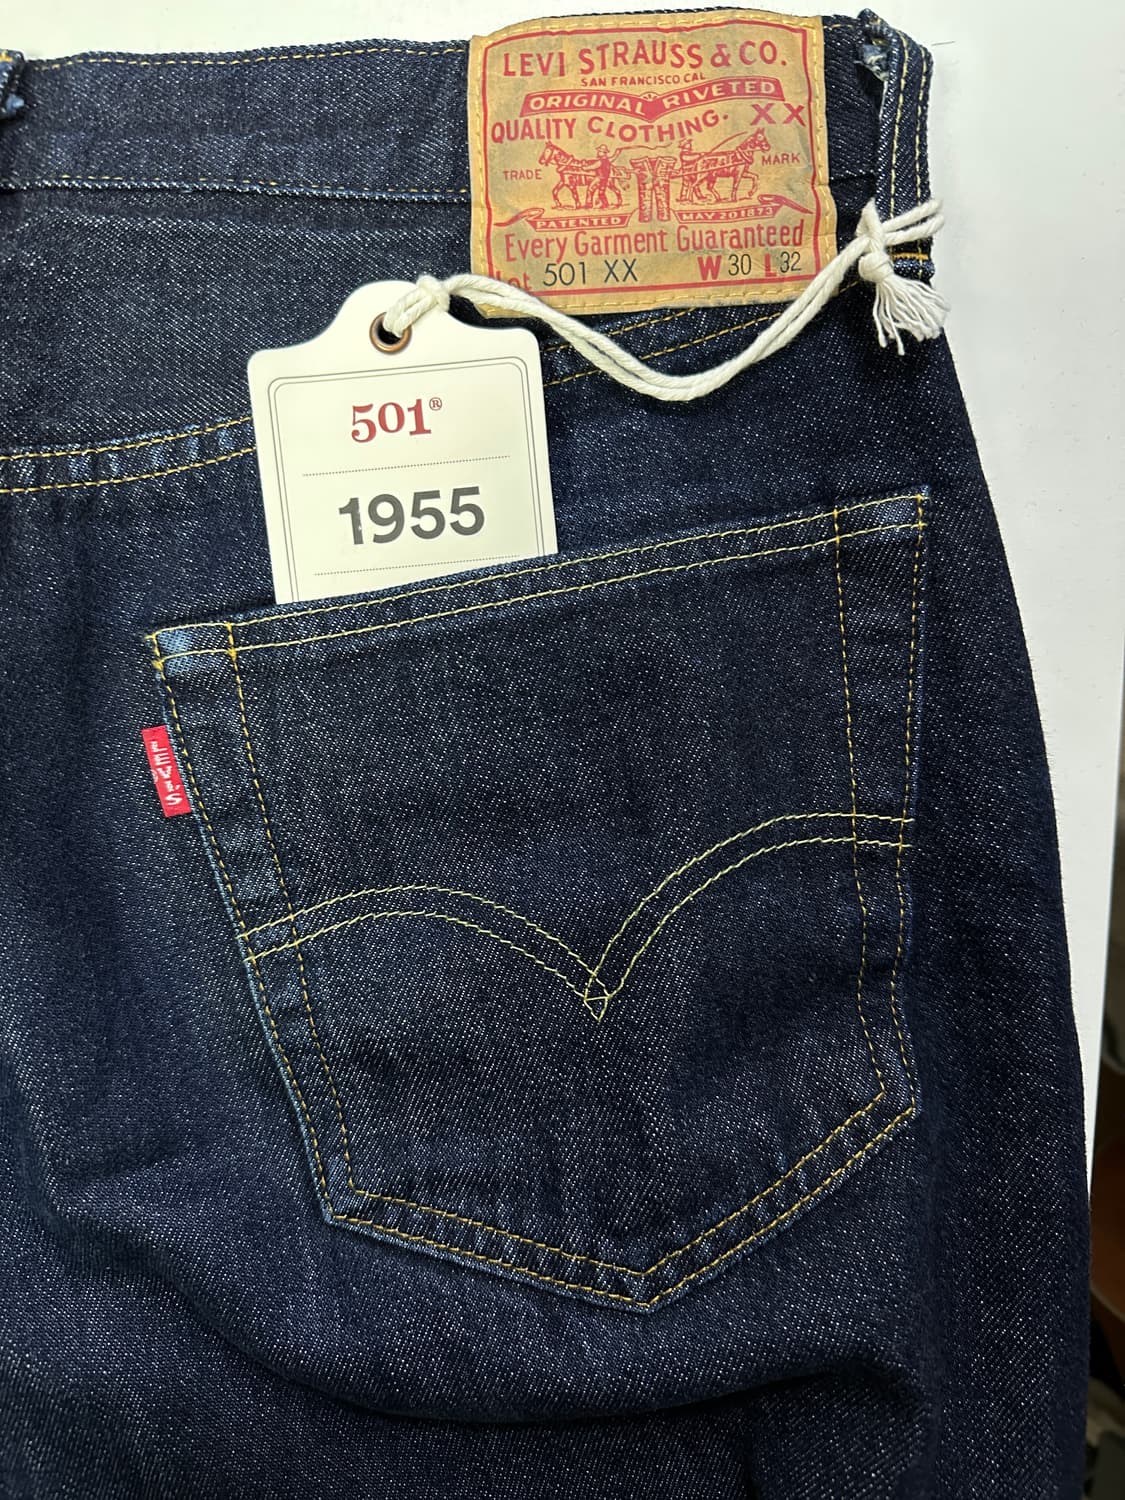 LEVI STRAUSS & CO.
SAN FRANCISCO CAL
ORIGINAL RIVETED
QUALITY CLOTHING. XX
TRADE MARK
PATENTED MAY 20 1873
Every Garment Guaranteed
Lot 501 XX W 30 L 32
501®
1955
LEVI'S